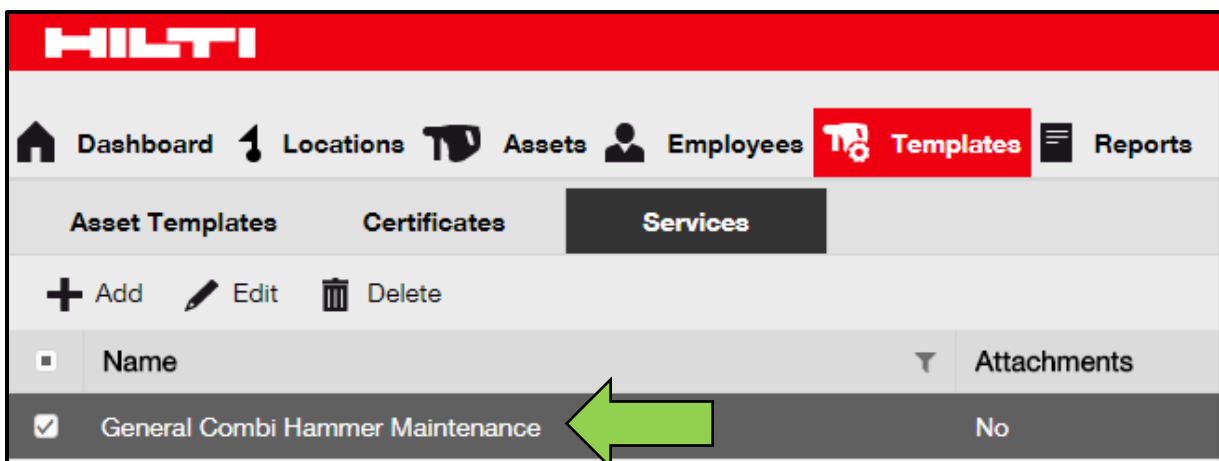 HILTI
Dashboard Locations Assets Employees Templates Reports
Asset Templates Certificates Services
Add Edit Delete
Name Attachments
General Combi Hammer Maintenance No